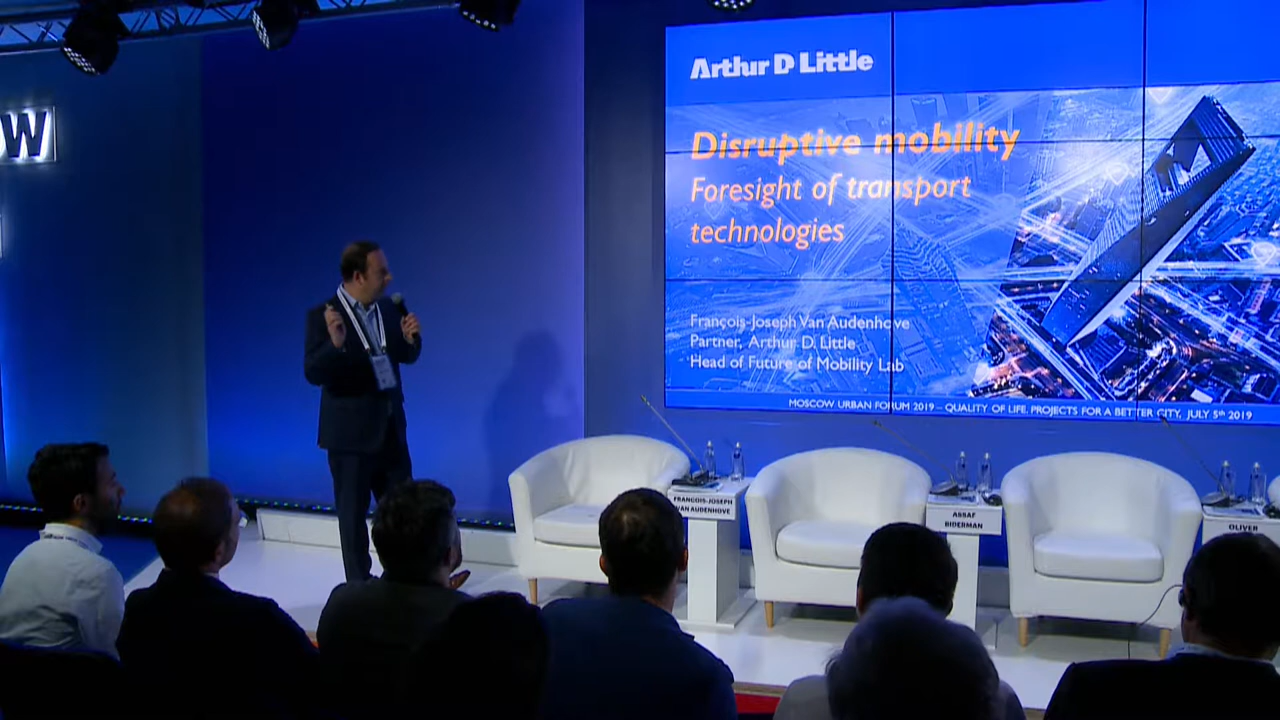 W
Arthur D Little
Disruptive mobility
Foresight of transport
technologies
François-Joseph Van Audenhove
Partner, Arthur D. Little
Head of Future of Mobility Lab
MOSCOW URBAN FORUM 2019 – QUALITY OF LIFE. PROJECTS FOR A BETTER CITY, JULY 5th 2019
FRANÇOIS-JOSEPH
VAN AUDENHOVE
ASSAF
BIDERMAN
OLIVER